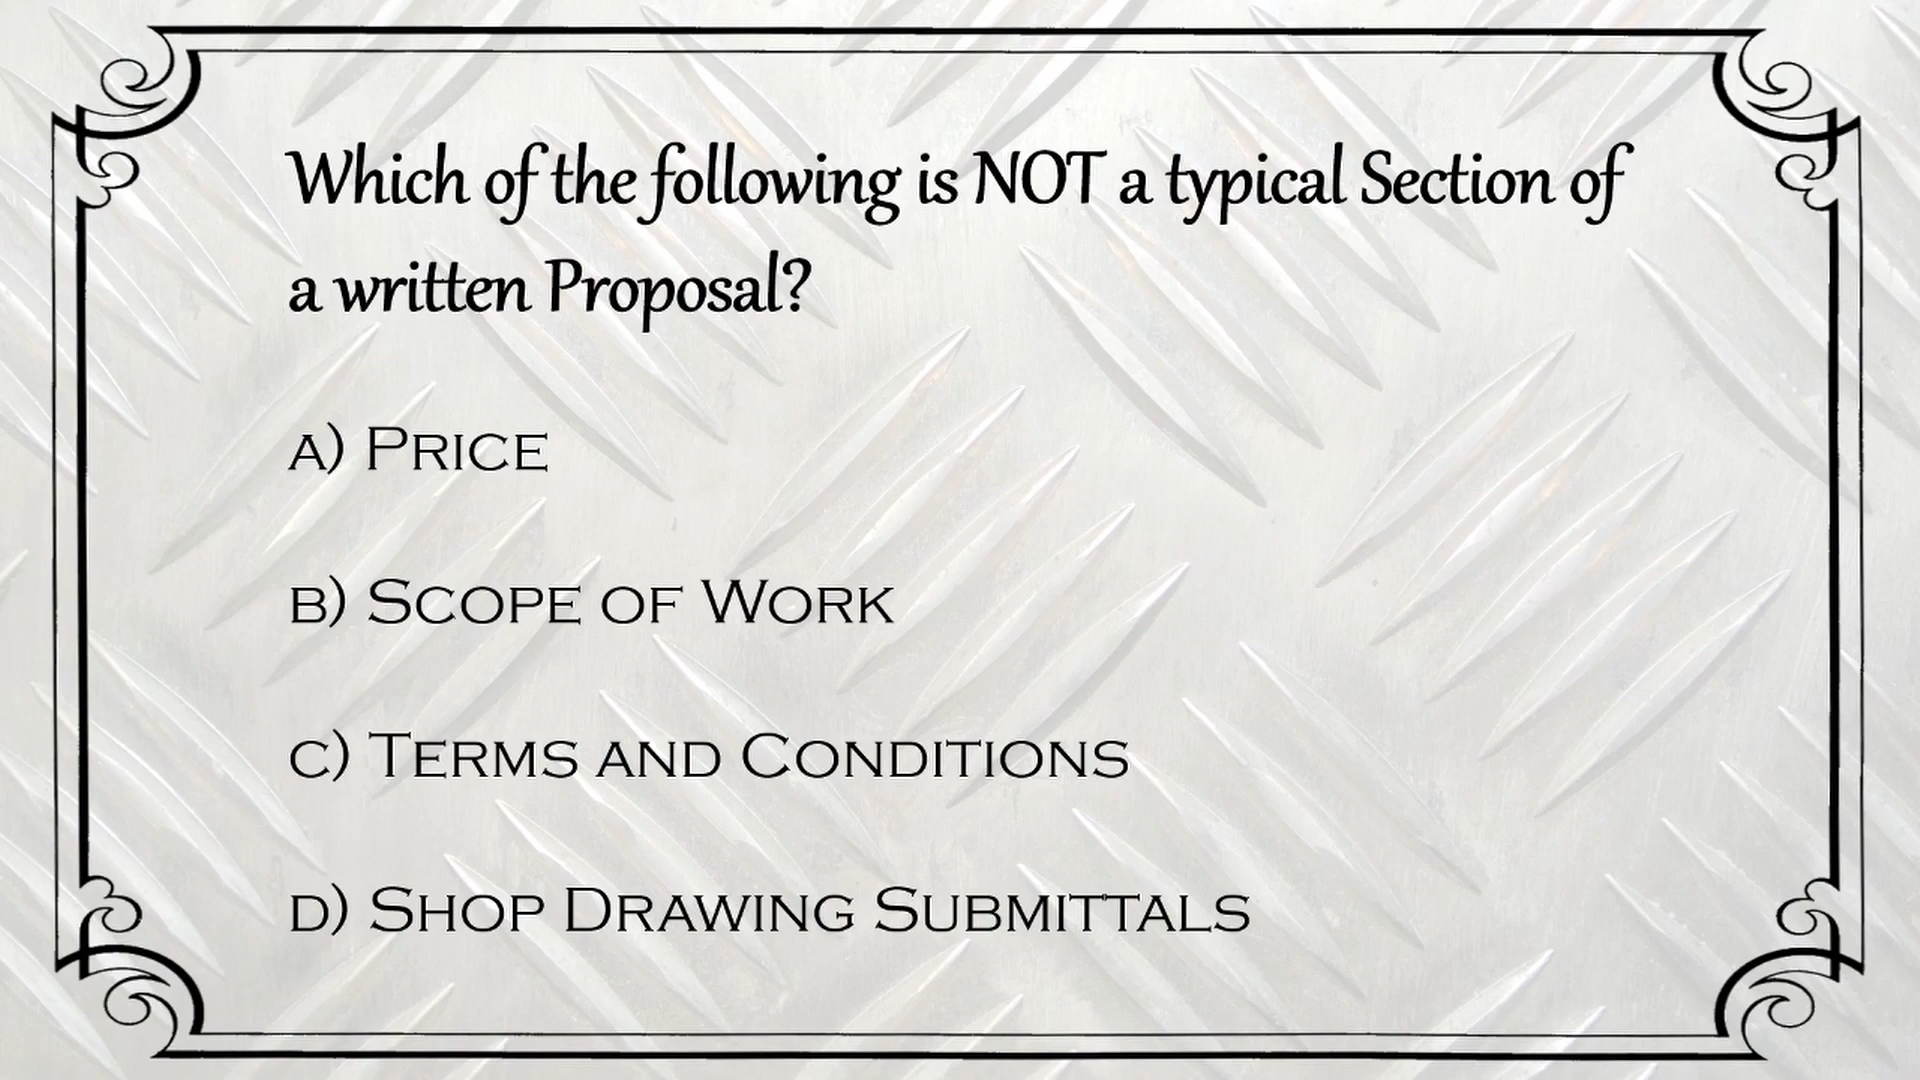 Which of the following is NOT a typical Section of
a written Proposal?
A) Price
B) Scope of Work
C) Terms and Conditions
D) Shop Drawing Submittals